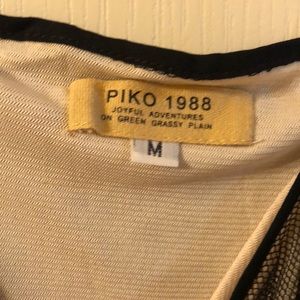 PIKO 1988
JOYFUL ADVENTURES
ON GREEN GRASSY PLAIN
M